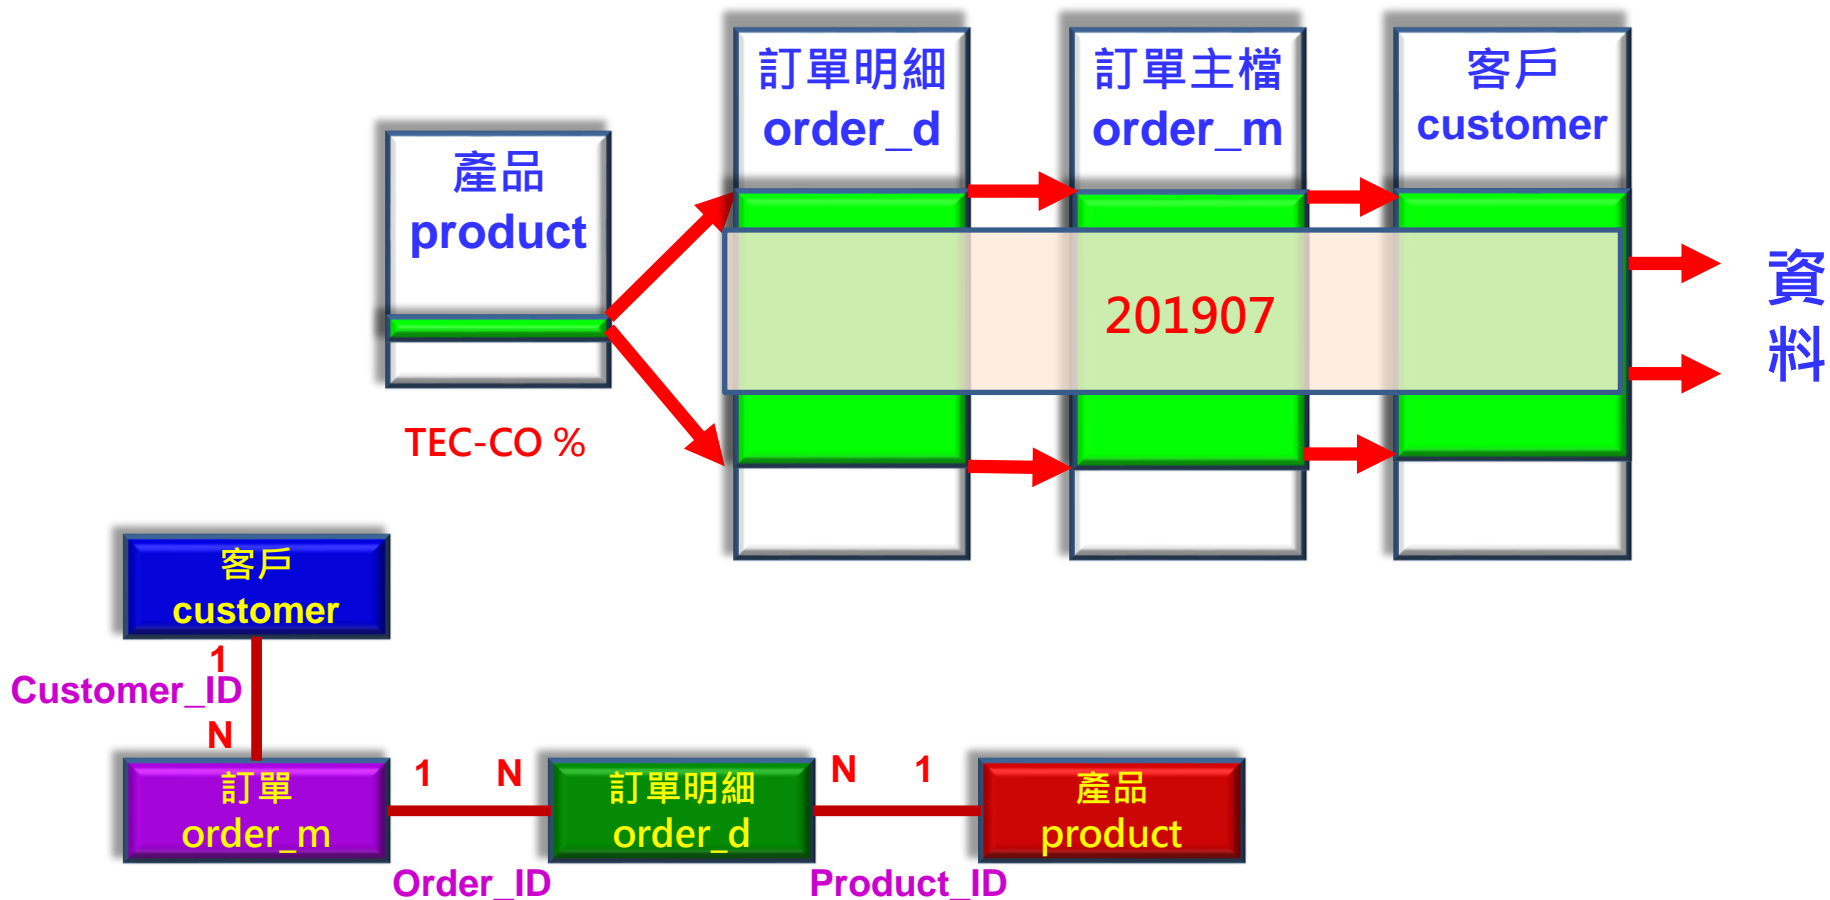 訂單明細
order_d
訂單主檔
order_m
客戶
customer
產品
product
201907
資
料
TEC-CO %
客戶
customer
1
Customer_ID
N
訂單
order_m
1
N
訂單明細
order_d
N
1
產品
product
Order_ID
Product_ID